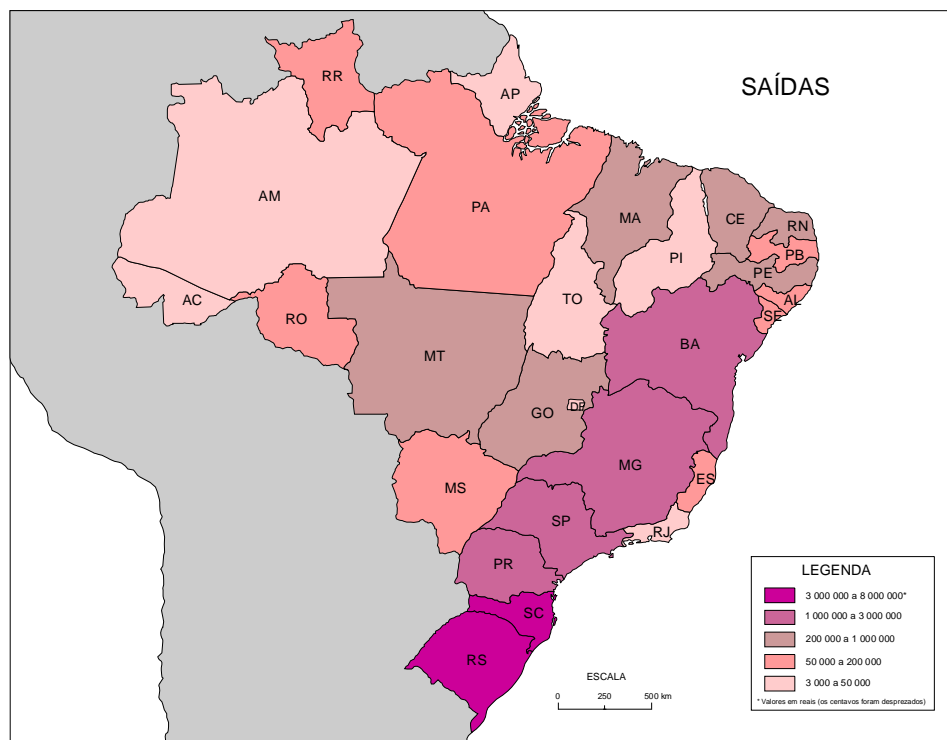 SAÍDAS
RR
AP
AM
PA
MA
CE
RN
PB
PI
PE
AC
TO
AL
SE
RO
BA
MT
GO
DF
MG
MS
ES
SP
RJ
PR
SC
RS
LEGENDA
3 000 000 a 8 000 000*
1 000 000 a 3 000 000
200 000 a 1 000 000
50 000 a 200 000
3 000 a 50 000
* Valores em reais (os centavos foram desprezados)
ESCALA
0 250 500 km